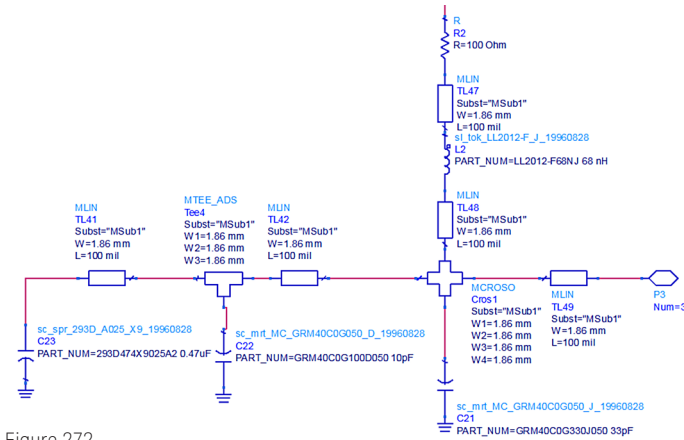 R
R2
R=100 Ohm
MLIN
TL47
Subst="MSub1"
W=1.86 mm
L=100 mil
sl_tok_LL2012-F_J_19960828
L2
PART_NUM=LL2012-F68NJ 68 nH
MLIN
TL48
Subst="MSub1"
W=1.86 mm
L=100 mil
MLIN
TL41
Subst="MSub1"
W=1.86 mm
L=100 mil
MTEE_ADS
Tee4
Subst="MSub1"
W1=1.86 mm
W2=1.86 mm
W3=1.86 mm
MLIN
TL42
Subst="MSub1"
W=1.86 mm
L=100 mil
MCROSO
Cros1
Subst="MSub1"
W1=1.86 mm
W2=1.86 mm
W3=1.86 mm
W4=1.86 mm
MLIN
TL49
Subst="MSub1"
W=1.86 mm
L=100 mil
P3
Num=3
sc_spr_293D_A025_X9_19960828
C23
PART_NUM=293D474X9025A2 0.47uF
sc_mrt_MC_GRM40C0G050_D_19960828
C22
PART_NUM=GRM40C0G100D050 10pF
sc_mrt_MC_GRM40C0G050_J_19960828
C21
PART_NUM=GRM40C0G330J050 33pF
Figure 272